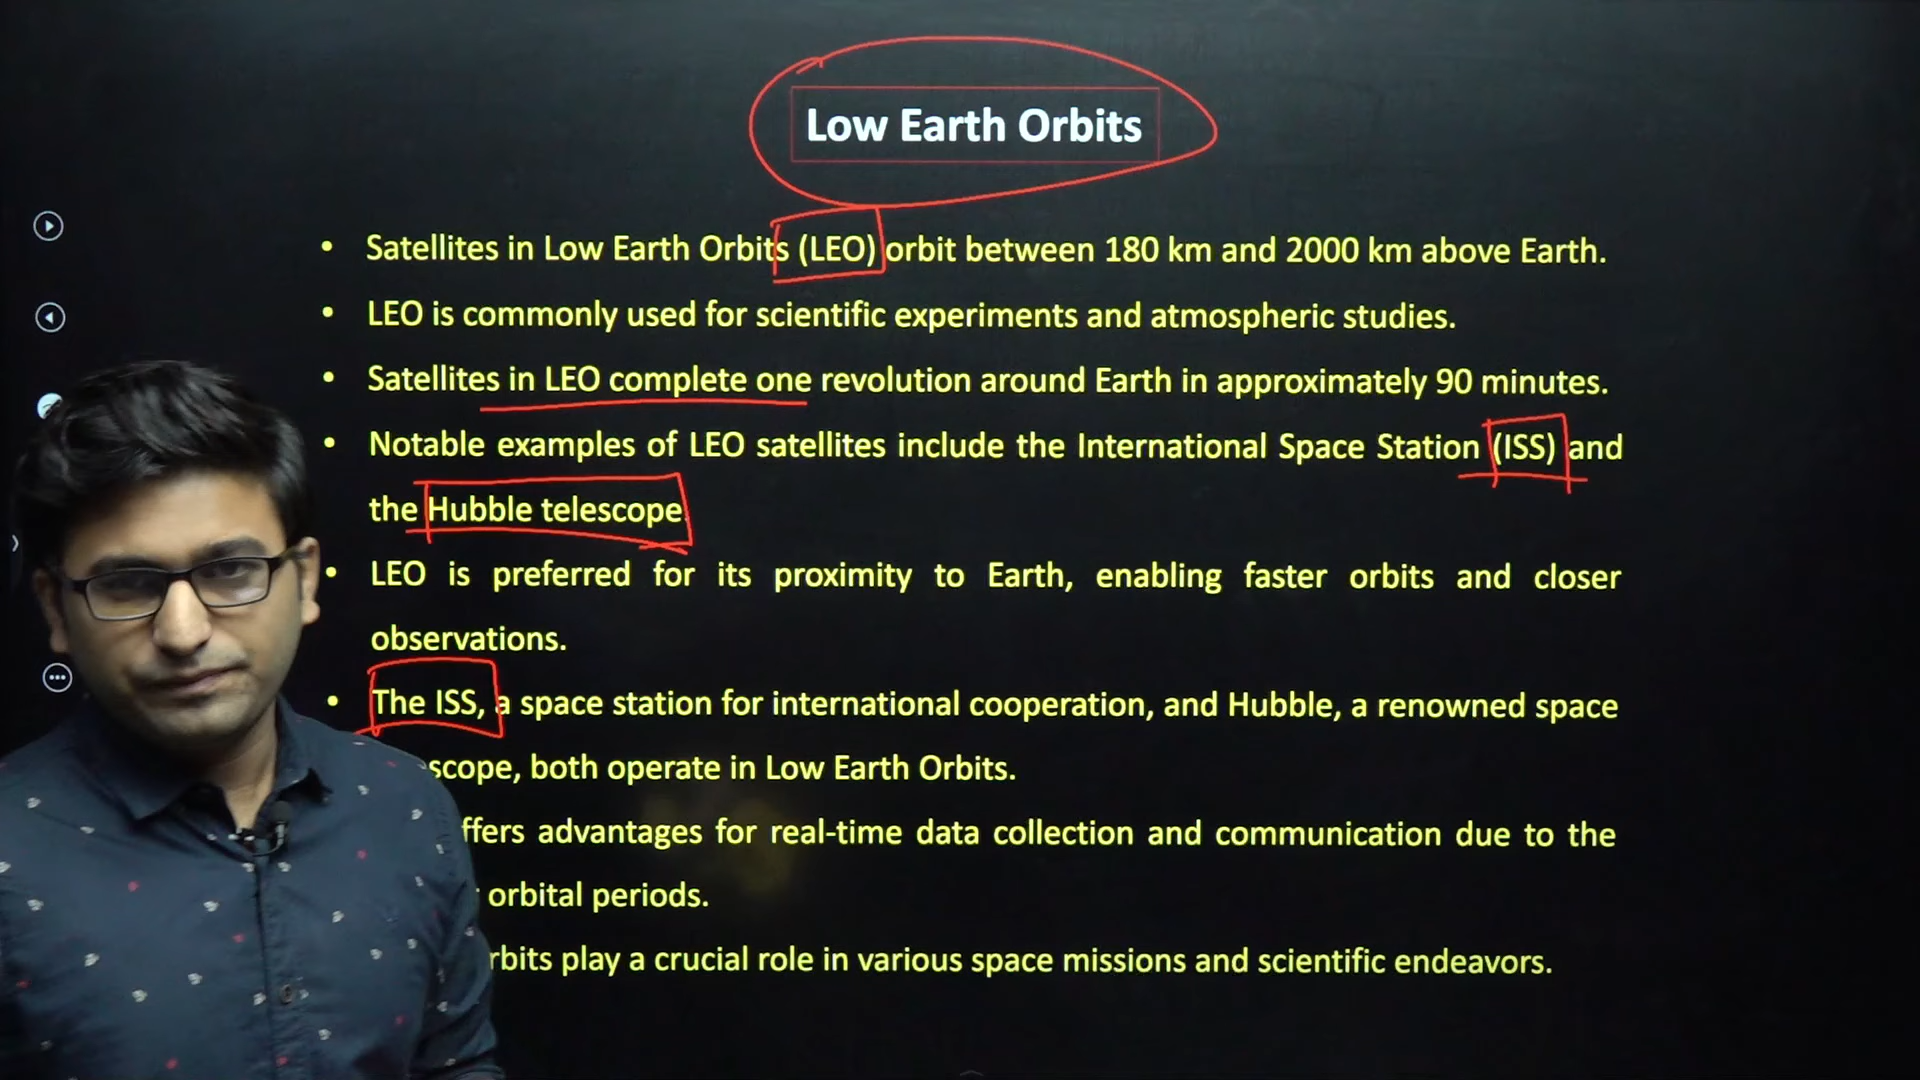 Low Earth Orbits
• Satellites in Low Earth Orbits (LEO) orbit between 180 km and 2000 km above Earth.
• LEO is commonly used for scientific experiments and atmospheric studies.
• Satellites in LEO complete one revolution around Earth in approximately 90 minutes.
• Notable examples of LEO satellites include the International Space Station (ISS) and
the Hubble telescope
• LEO is preferred for its proximity to Earth, enabling faster orbits and closer
observations.
• The ISS, a space station for international cooperation, and Hubble, a renowned space
scope, both operate in Low Earth Orbits.
ffers advantages for real-time data collection and communication due to the
orbital periods.
rbits play a crucial role in various space missions and scientific endeavors.